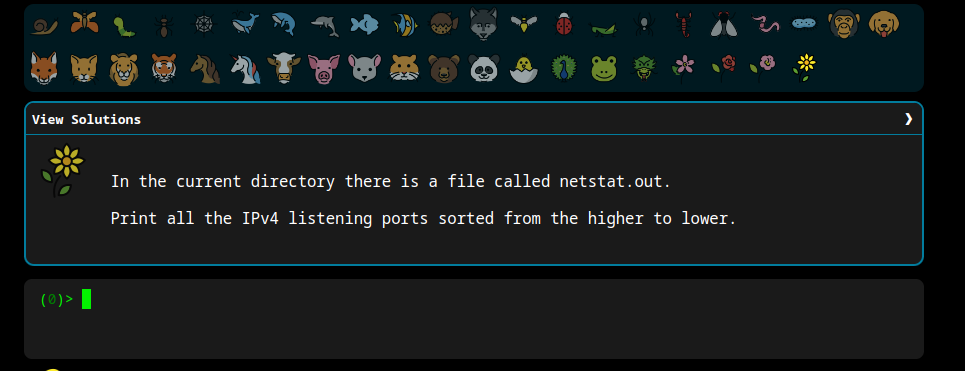 View Solutions
In the current directory there is a file called netstat.out.
Print all the IPv4 listening ports sorted from the higher to lower.
(0)>